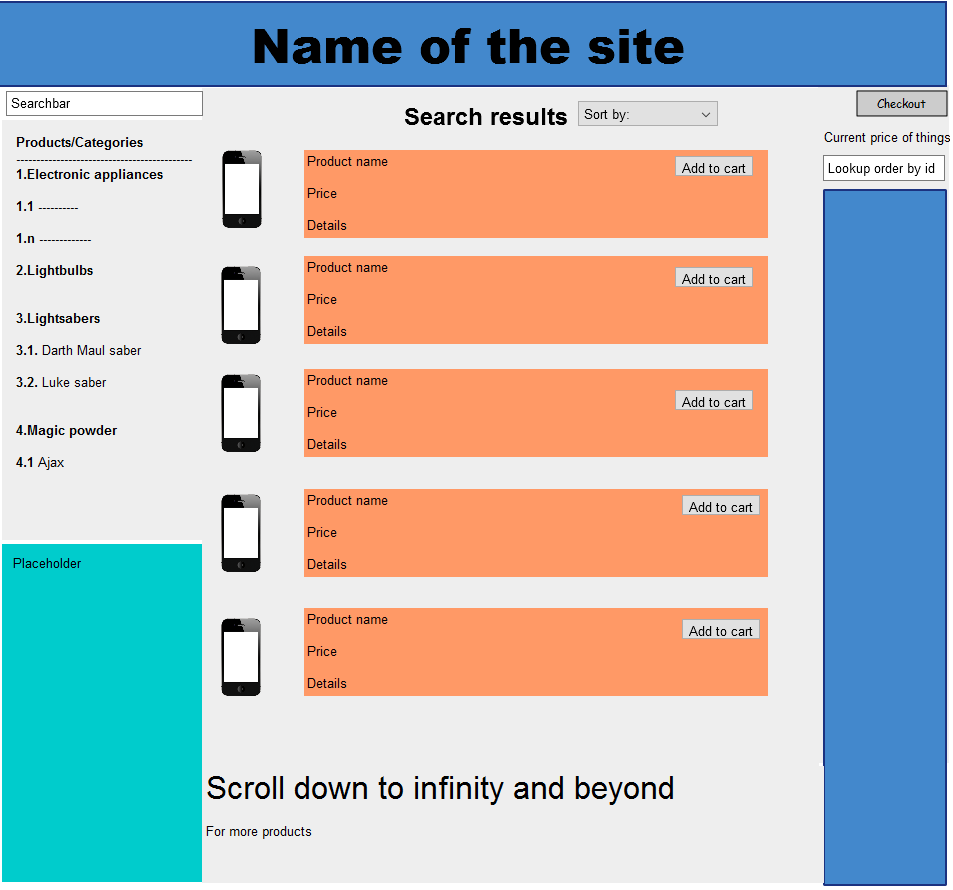 Name of the site
Searchbar
Products/Categories
--------------------------------------------
1.Electronic appliances
1.1 ----------
1.n -------------
2.Lightbulbs
3.Lightsabers
3.1. Darth Maul saber
3.2. Luke saber
4.Magic powder
4.1 Ajax
Placeholder
Search results
Sort by:
Product name
Add to cart
Price
Details
Product name
Add to cart
Price
Details
Product name
Add to cart
Price
Details
Product name
Add to cart
Price
Details
Product name
Add to cart
Price
Details
Scroll down to infinity and beyond
For more products
Checkout
Current price of things
Lookup order by id